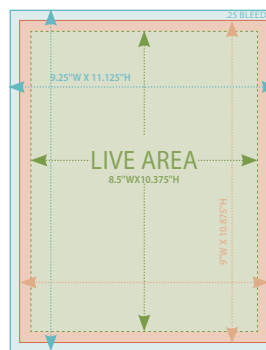 .25 BLEED
9.25"W X 11.125"H
LIVE AREA
8.5"WX10.375"H
9"W X 10.875"H